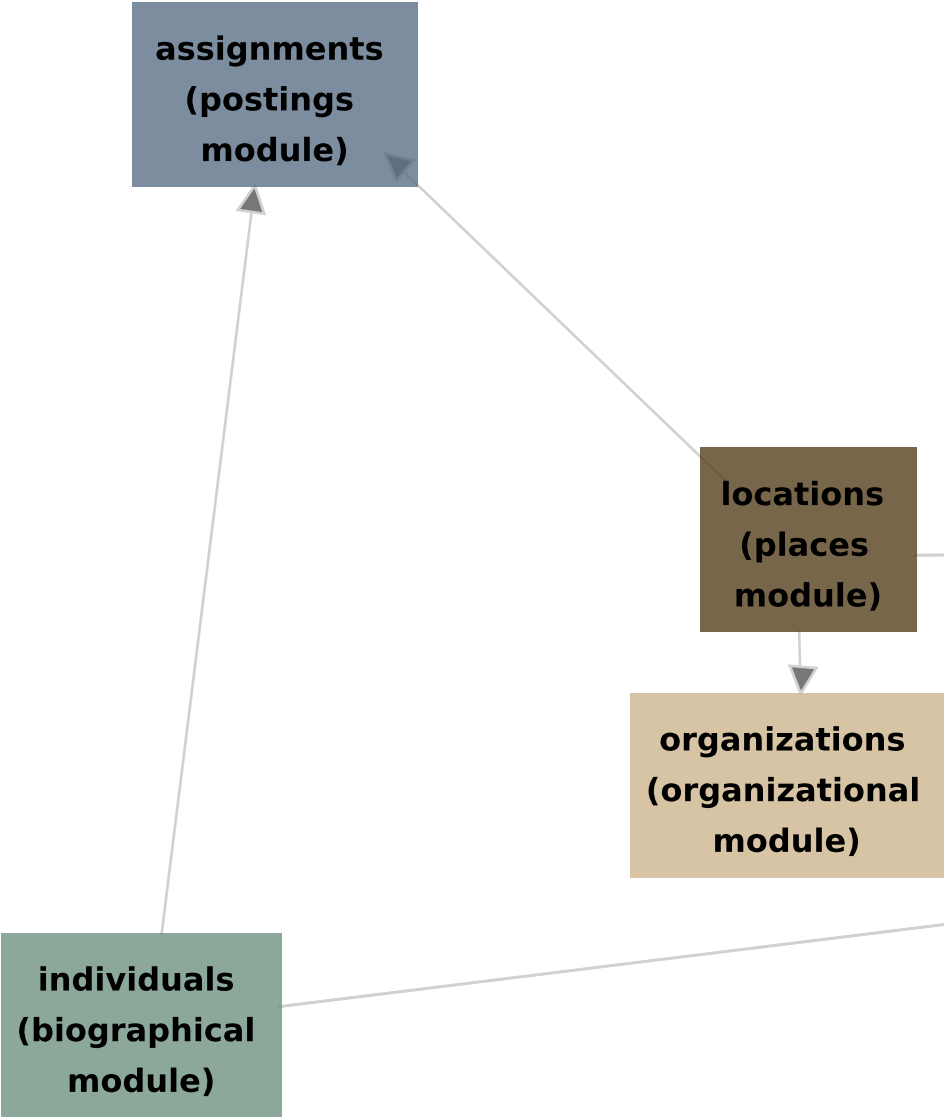 assignments
(postings
module)
locations
(places
module)
organizations
(organizational
module)
individuals
(biographical
module)